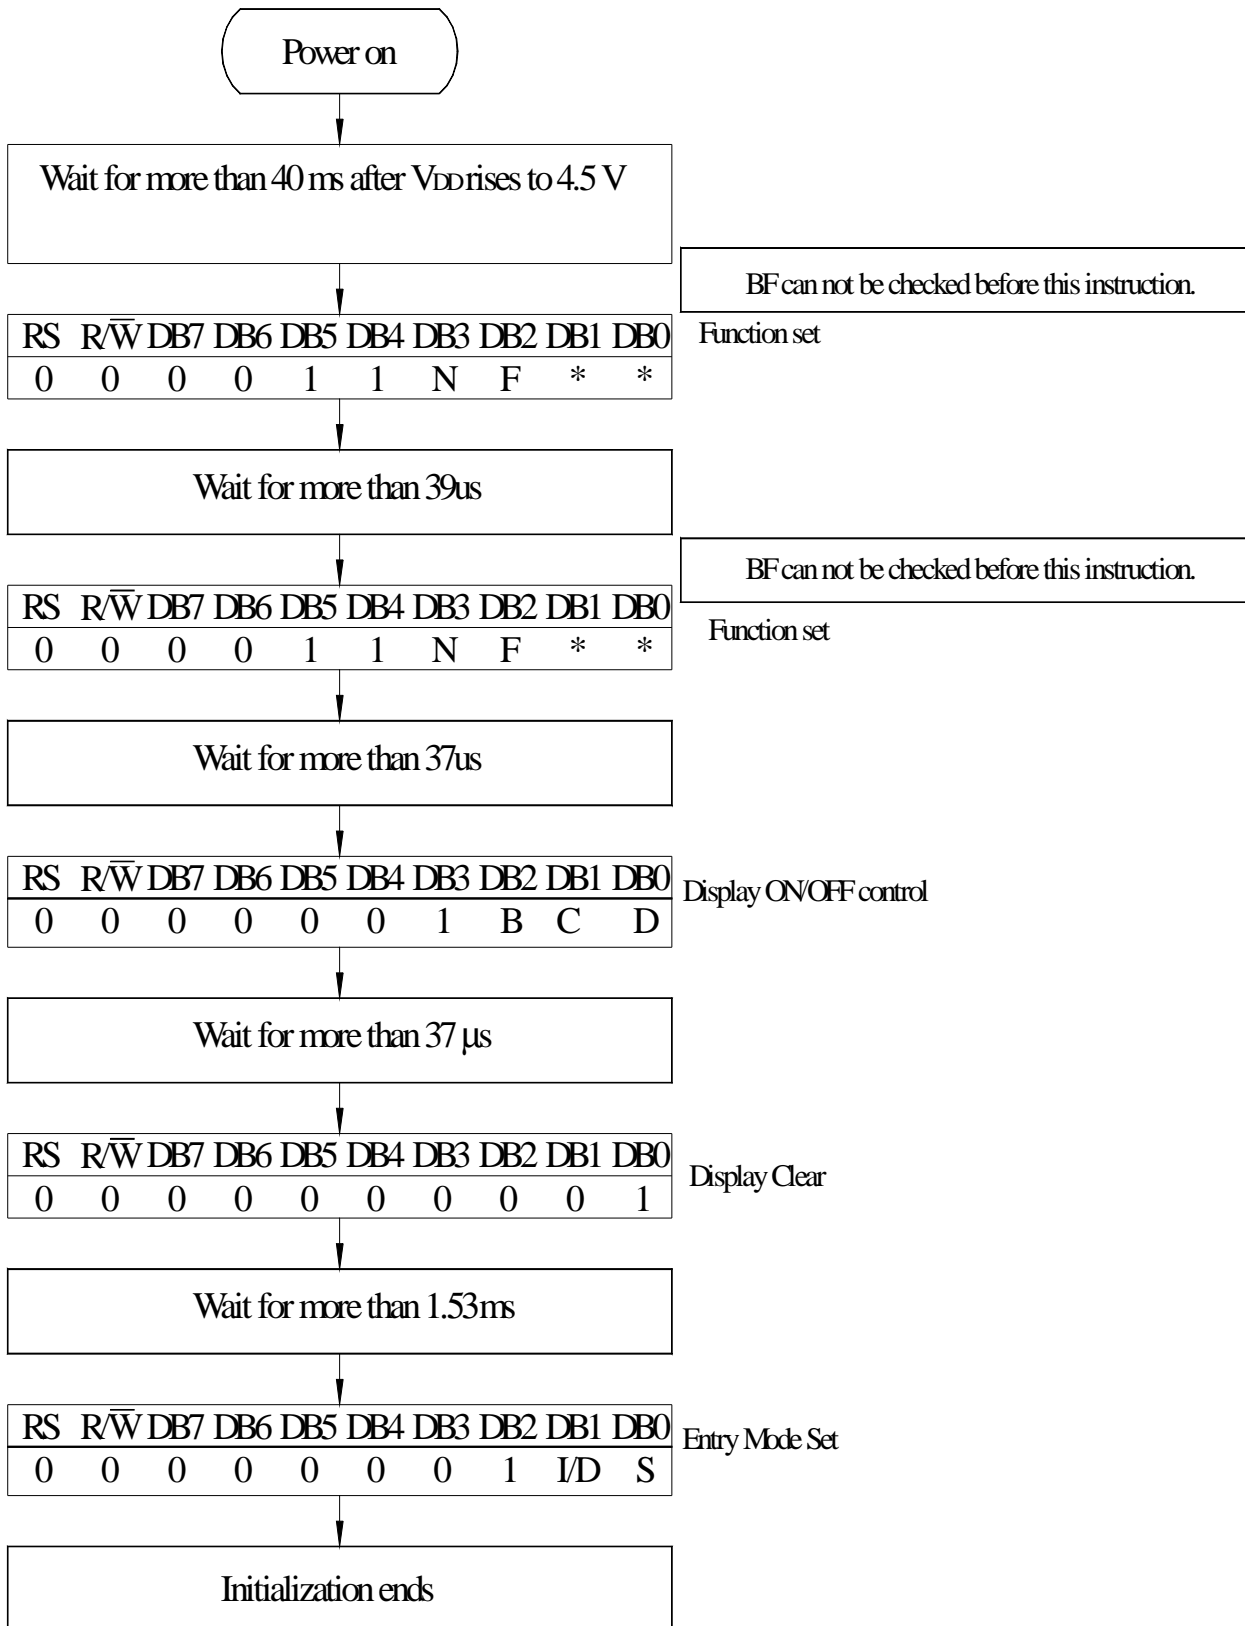 Power on
Wait for more than 40 ms after VDD rises to 4.5 V
BF can not be checked before this instruction.
RS R/W̅ DB7 DB6 DB5 DB4 DB3 DB2 DB1 DB0
Function set
0 0 0 0 1 1 N F * *
Wait for more than 39us
BF can not be checked before this instruction.
RS R/W̅ DB7 DB6 DB5 DB4 DB3 DB2 DB1 DB0
Function set
0 0 0 0 1 1 N F * *
Wait for more than 37us
RS R/W̅ DB7 DB6 DB5 DB4 DB3 DB2 DB1 DB0
Display ON/OFF control
0 0 0 0 0 0 1 B C D
Wait for more than 37 μs
RS R/W̅ DB7 DB6 DB5 DB4 DB3 DB2 DB1 DB0
Display Clear
0 0 0 0 0 0 0 0 0 1
Wait for more than 1.53ms
RS R/W̅ DB7 DB6 DB5 DB4 DB3 DB2 DB1 DB0
Entry Mode Set
0 0 0 0 0 0 0 1 I/D S
Initialization ends